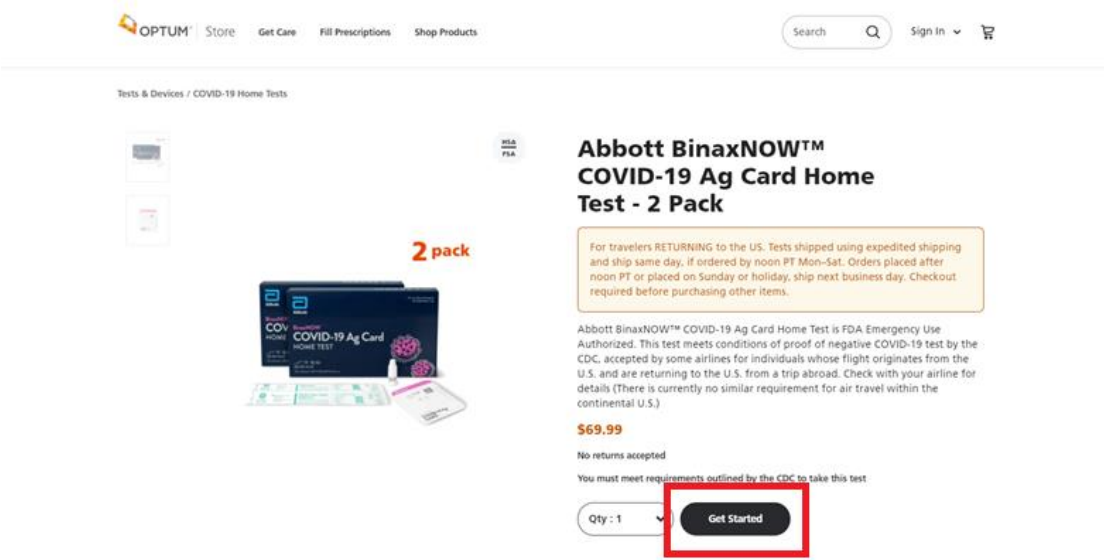 OPTUM™ Store Get Care Fill Prescriptions Shop Products Search Sign In
Tests & Devices / COVID-19 Home Tests
HSA
FSA
Abbott BinaxNOW™
COVID-19 Ag Card Home
Test - 2 Pack
2 pack
For travelers RETURNING to the US. Tests shipped using expedited shipping
and ship same day, if ordered by noon PT Mon–Sat. Orders placed after
noon PT or placed on Sunday or holiday, ship next business day. Checkout
required before purchasing other items.
BinaxNOW
COV
COVID-19 Ag Card
HOME TEST
Abbott BinaxNOW™ COVID-19 Ag Card Home Test is FDA Emergency Use
Authorized. This test meets conditions of proof of negative COVID-19 test by the
CDC, accepted by some airlines for individuals whose flight originates from the
U.S. and are returning to the U.S. from a trip abroad. Check with your airline for
details (There is currently no similar requirement for air travel within the
continental U.S.)
$69.99
No returns accepted
You must meet requirements outlined by the CDC to take this test
Qty : 1
Get Started